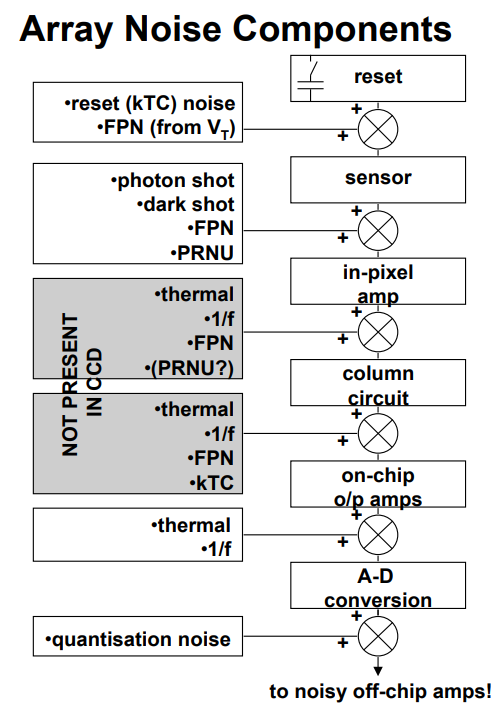 Array Noise Components
reset
•reset (kTC) noise
•FPN (from VT)
+
+
sensor
•photon shot
•dark shot
•FPN
•PRNU
+
+
in-pixel
amp
•thermal
•1/f
•FPN
•(PRNU?)
+
+
NOT PRESENT
IN CCD
column
circuit
•thermal
•1/f
•FPN
•kTC
+
+
on-chip
o/p amps
•thermal
•1/f
+
+
A-D
conversion
•quantisation noise
+
+
to noisy off-chip amps!